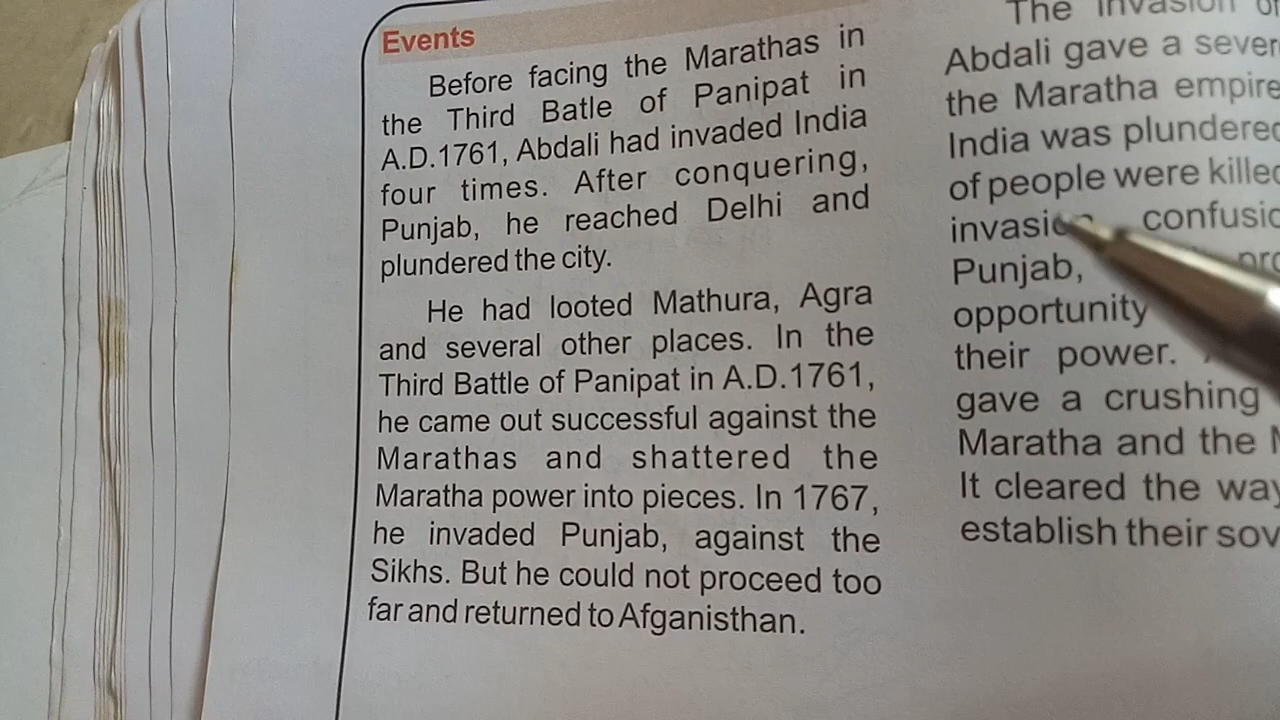 Events
Before facing the Marathas in
the Third Batle of Panipat in
A.D.1761, Abdali had invaded India
four times. After conquering,
Punjab, he reached Delhi and
plundered the city.
He had looted Mathura, Agra
and several other places. In the
Third Battle of Panipat in A.D.1761,
he came out successful against the
Marathas and shattered the
Maratha power into pieces. In 1767,
he invaded Punjab, against the
Sikhs. But he could not proceed too
far and returned to Afganisthan.
The invasion of
Abdali gave a sever
the Maratha empire
India was plundered
of people were killed
confusio
Punjab,
opportunity
their power.
gave a crushing
Maratha and the
It cleared the way
establish their sov